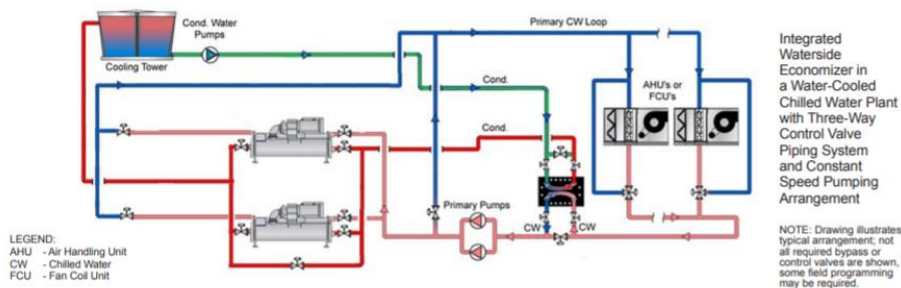 Cond. Water
Pumps
Cooling Tower
Primary CW Loop
Cond.
AHU's or
FCU's
Cond.
Primary Pumps
CW
CW
LEGEND:
AHU - Air Handling Unit
CW - Chilled Water
FCU - Fan Coil Unit
Integrated
Waterside
Economizer in
a Water-Cooled
Chilled Water Plant
with Three-Way
Control Valve
Piping System
and Constant
Speed Pumping
Arrangement
NOTE: Drawing illustrates
typical arrangement; not
all required bypass or
control valves are shown,
some field programming
may be required.